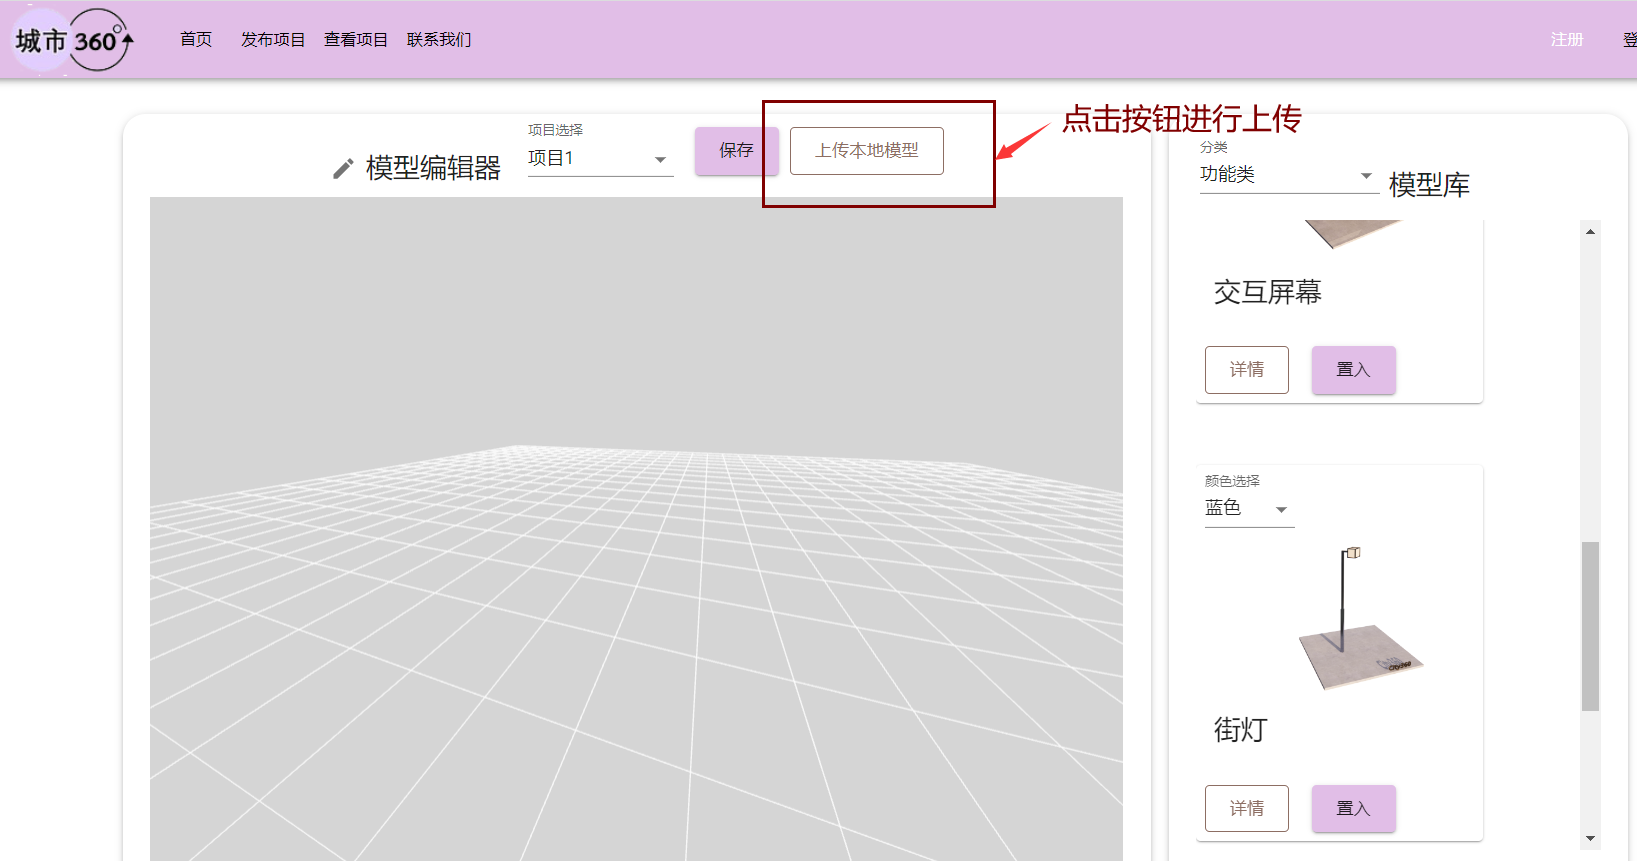 城市 360°
首页 发布项目 查看项目 联系我们 注册 登
点击按钮进行上传
项目选择
模型编辑器 项目1 保存 上传本地模型
分类
功能类 模型库
交互屏幕
详情 置入
颜色选择
蓝色
街灯
详情 置入